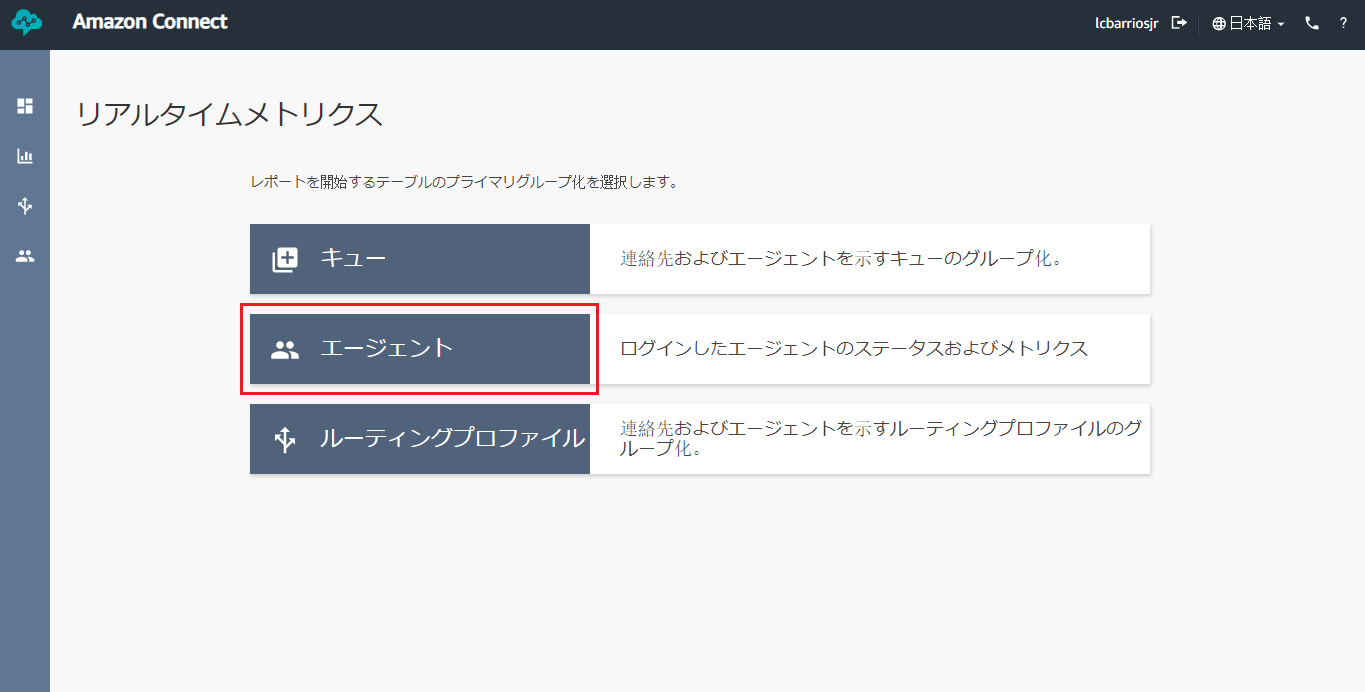 Amazon Connect
lcbarriosjr
日本語
?
リアルタイムメトリクス
レポートを開始するテーブルのプライマリグループ化を選択します。
キュー
連絡先およびエージェントを示すキューのグループ化。
エージェント
ログインしたエージェントのステータスおよびメトリクス
ルーティングプロファイル
連絡先およびエージェントを示すルーティングプロファイルのグ
ループ化。